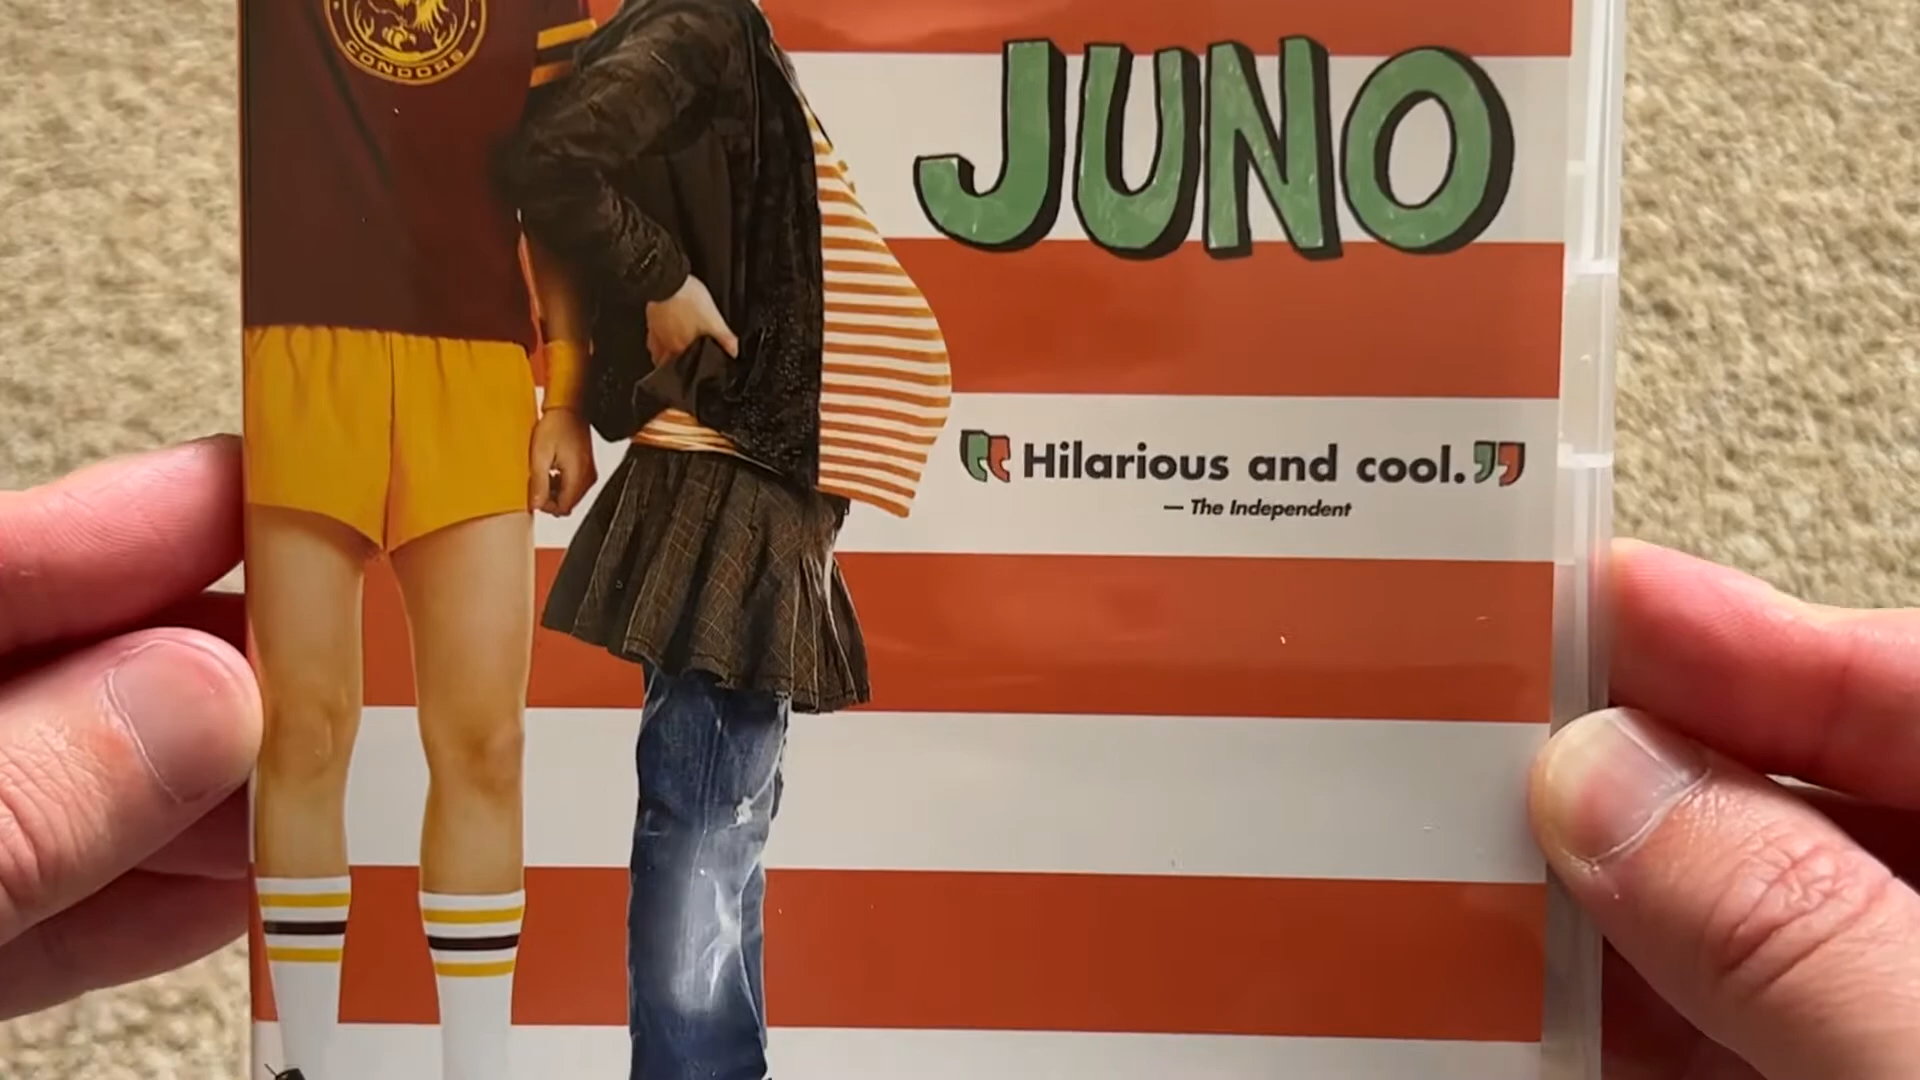 CONDORS
JUNO
"Hilarious and cool."
— The Independent